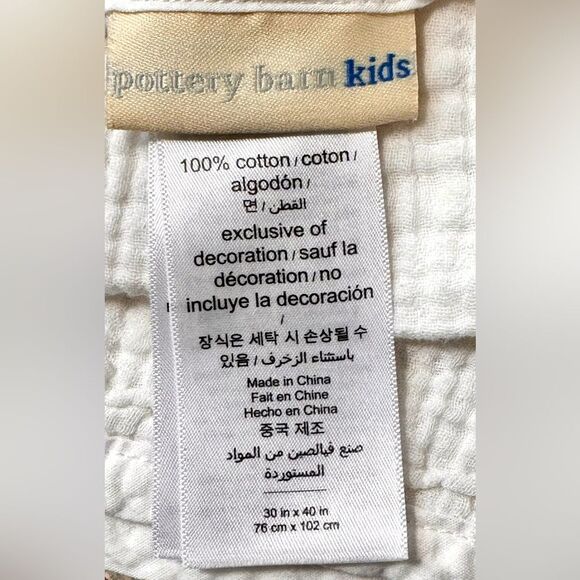 pottery barn kids
100% cotton / coton /
algodón /
면 / القطن /
exclusive of
decoration / sauf la
décoration / no
incluye la decoración
/
장식은 세탁 시 손상될 수
있음 / باستثناء الزخرف /
Made in China
Fait en Chine
Hecho en China
중국 제조
صنع فيالصين من المواد
المستوردة
30 in x 40 in
76 cm x 102 cm